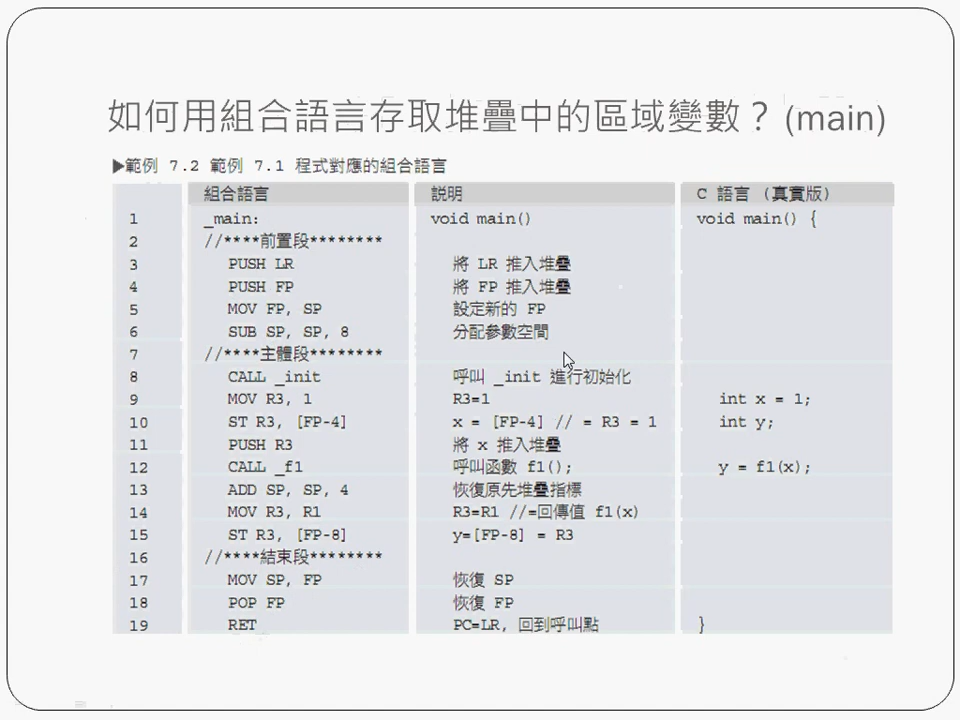 如何用組合語言存取堆疊中的區域變數？(main)
▶範例 7.2 範例 7.1 程式對應的組合語言
組合語言 說明 C 語言 (真實版)
1 _main: void main() void main() {
2 //****前置段********
3 PUSH LR 將 LR 推入堆疊
4 PUSH FP 將 FP 推入堆疊
5 MOV FP, SP 設定新的 FP
6 SUB SP, SP, 8 分配參數空間
7 //****主體段********
8 CALL _init 呼叫 _init 進行初始化
9 MOV R3, 1 R3=1 int x = 1;
10 ST R3, [FP-4] x = [FP-4] // = R3 = 1 int y;
11 PUSH R3 將 x 推入堆疊
12 CALL _f1 呼叫函數 f1(); y = f1(x);
13 ADD SP, SP, 4 恢復原先堆疊指標
14 MOV R3, R1 R3=R1 //=回傳值 f1(x)
15 ST R3, [FP-8] y=[FP-8] = R3
16 //****結束段********
17 MOV SP, FP 恢復 SP
18 POP FP 恢復 FP
19 RET PC=LR, 回到呼叫點 }